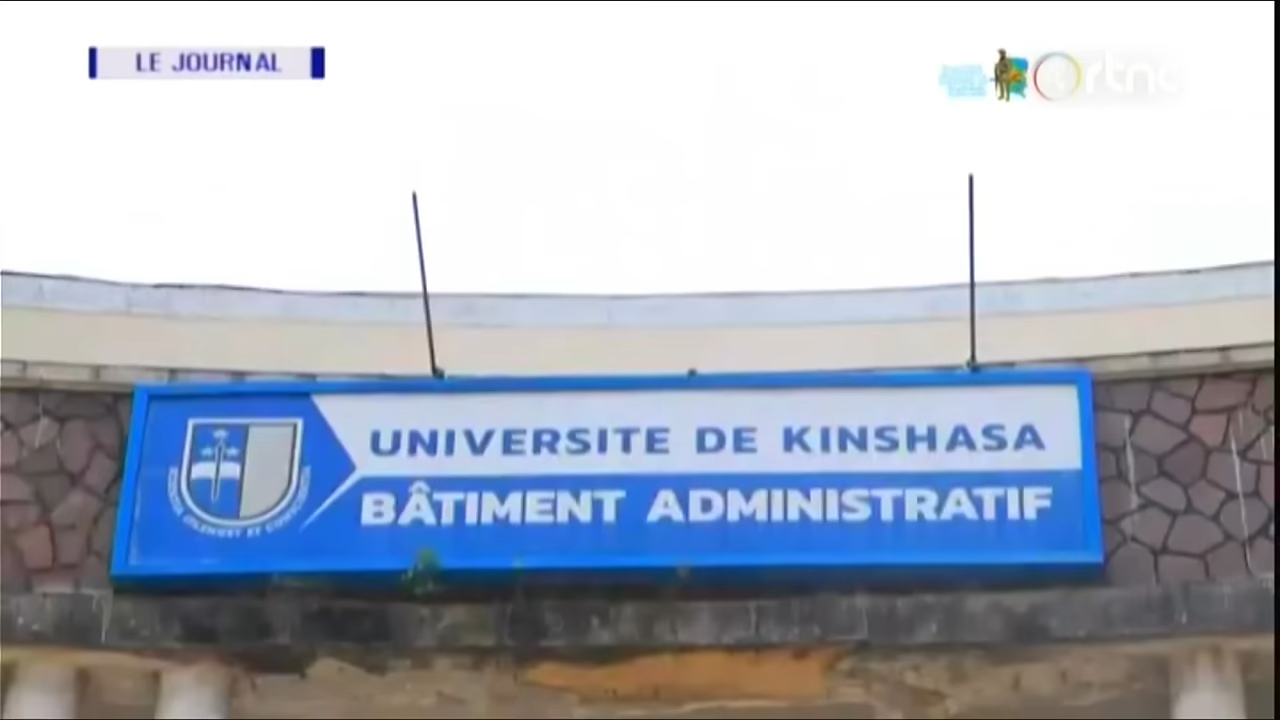 LE JOURNAL
rtnc
UNIVERSITE DE KINSHASA
BÂTIMENT ADMINISTRATIF